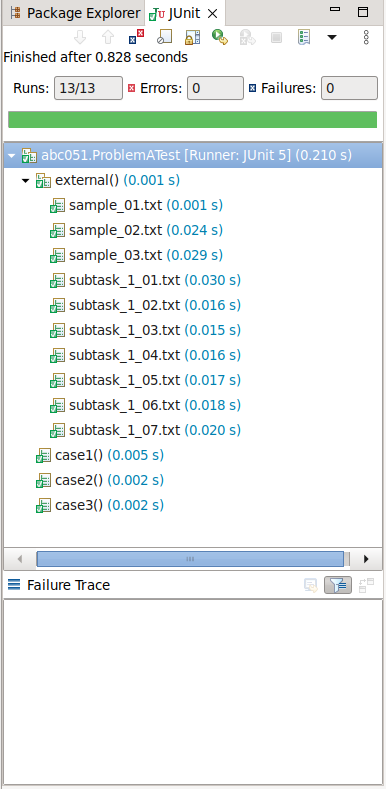 Package Explorer JUnit
Finished after 0.828 seconds
Runs: 13/13 Errors: 0 Failures: 0
abc051.ProblemATest [Runner: JUnit 5] (0.210 s)
external() (0.001 s)
sample_01.txt (0.001 s)
sample_02.txt (0.024 s)
sample_03.txt (0.029 s)
subtask_1_01.txt (0.030 s)
subtask_1_02.txt (0.016 s)
subtask_1_03.txt (0.015 s)
subtask_1_04.txt (0.016 s)
subtask_1_05.txt (0.017 s)
subtask_1_06.txt (0.018 s)
subtask_1_07.txt (0.020 s)
case1() (0.005 s)
case2() (0.002 s)
case3() (0.002 s)
Failure Trace